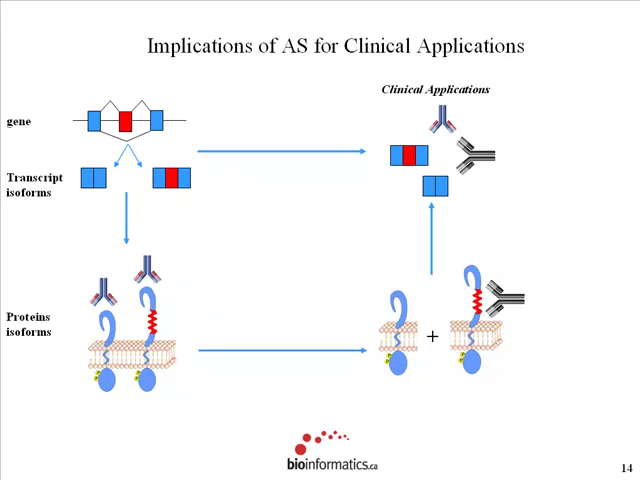 Implications of AS for Clinical Applications
Clinical Applications
gene
Transcript
isoforms
Proteins
isoforms
+
bioinformatics.ca
14